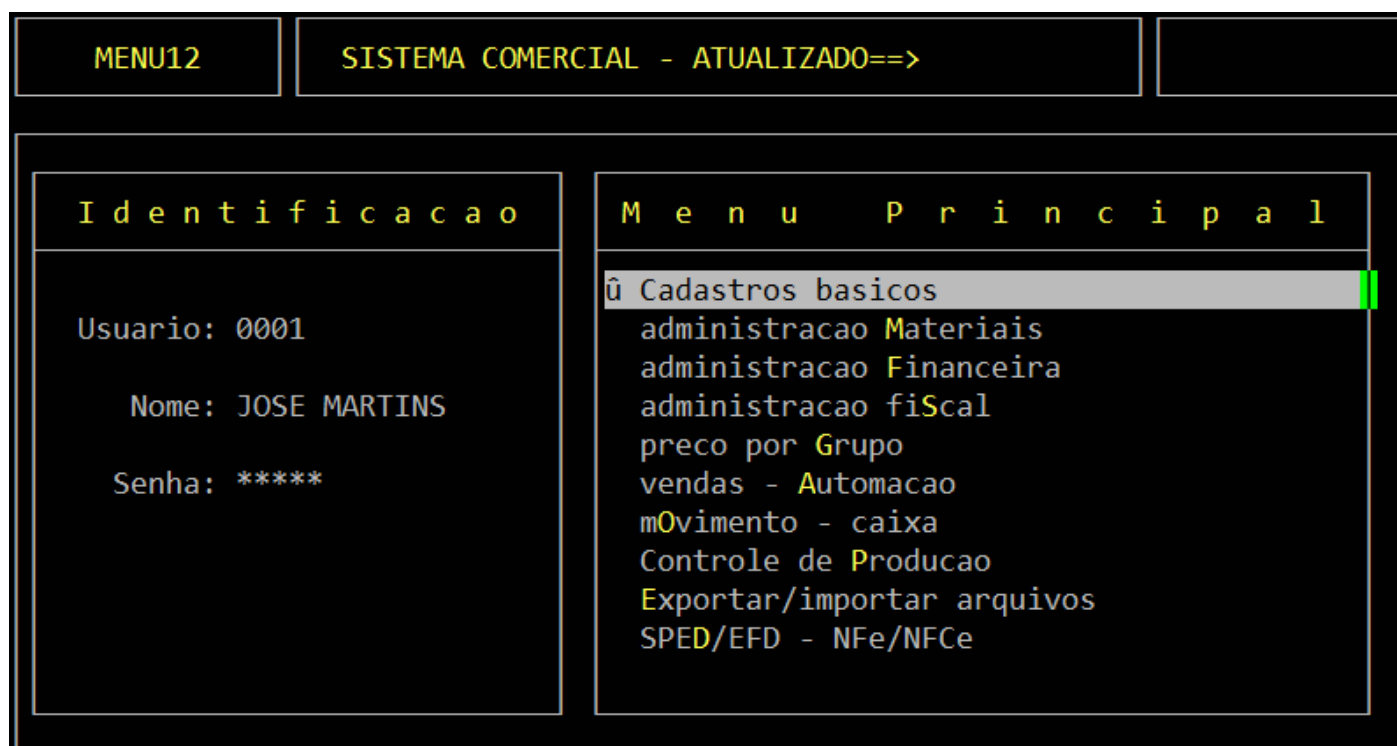 MENU12
SISTEMA COMERCIAL - ATUALIZADO==>
I d e n t i f i c a c a o
Usuario: 0001
Nome: JOSE MARTINS
Senha: *****
M e n u P r i n c i p a l
û Cadastros basicos
administracao Materiais
administracao Financeira
administracao fiScal
preco por Grupo
vendas - Automacao
mOvimento - caixa
Controle de Producao
Exportar/importar arquivos
SPED/EFD - NFe/NFCe